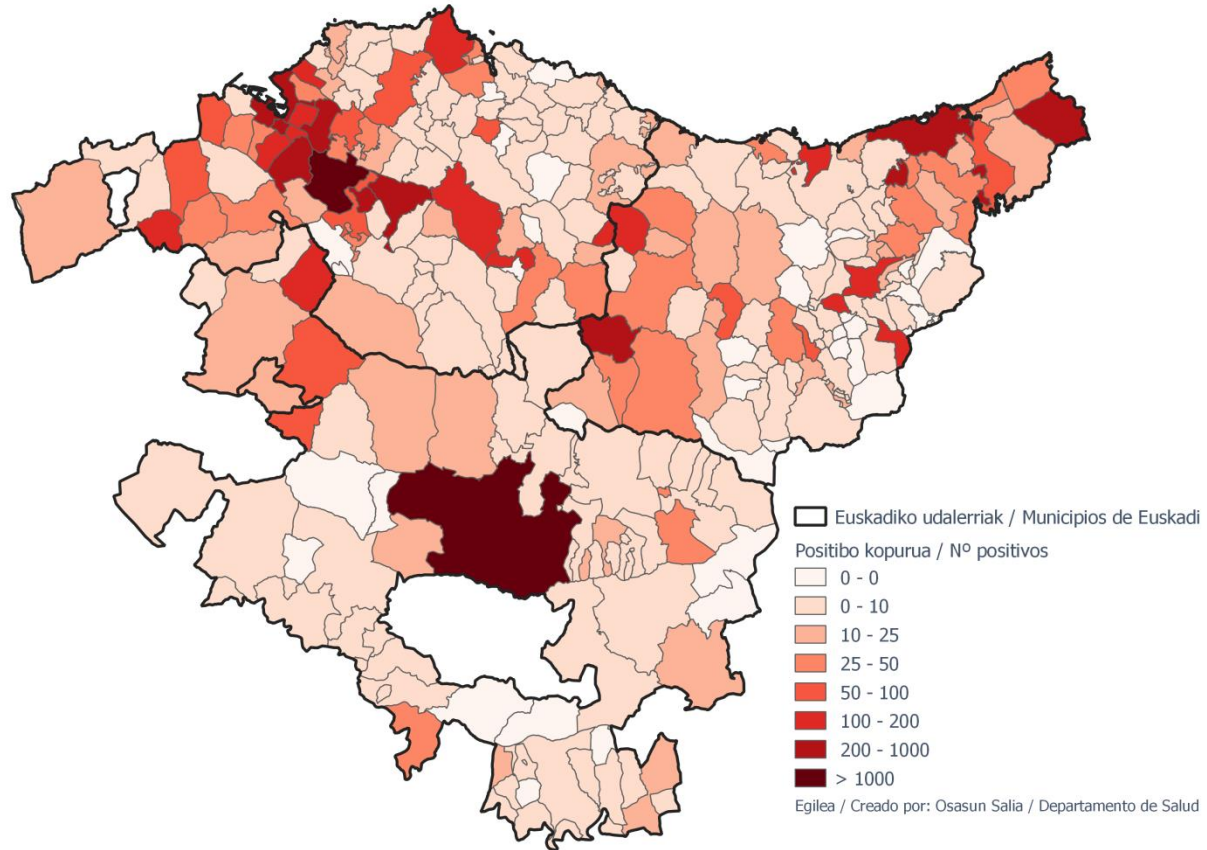 Euskadiko udalerriak / Municipios de Euskadi
Positibo kopurua / Nº positivos
0 - 0
0 - 10
10 - 25
25 - 50
50 - 100
100 - 200
200 - 1000
> 1000
Egilea / Creado por: Osasun Salia / Departamento de Salud